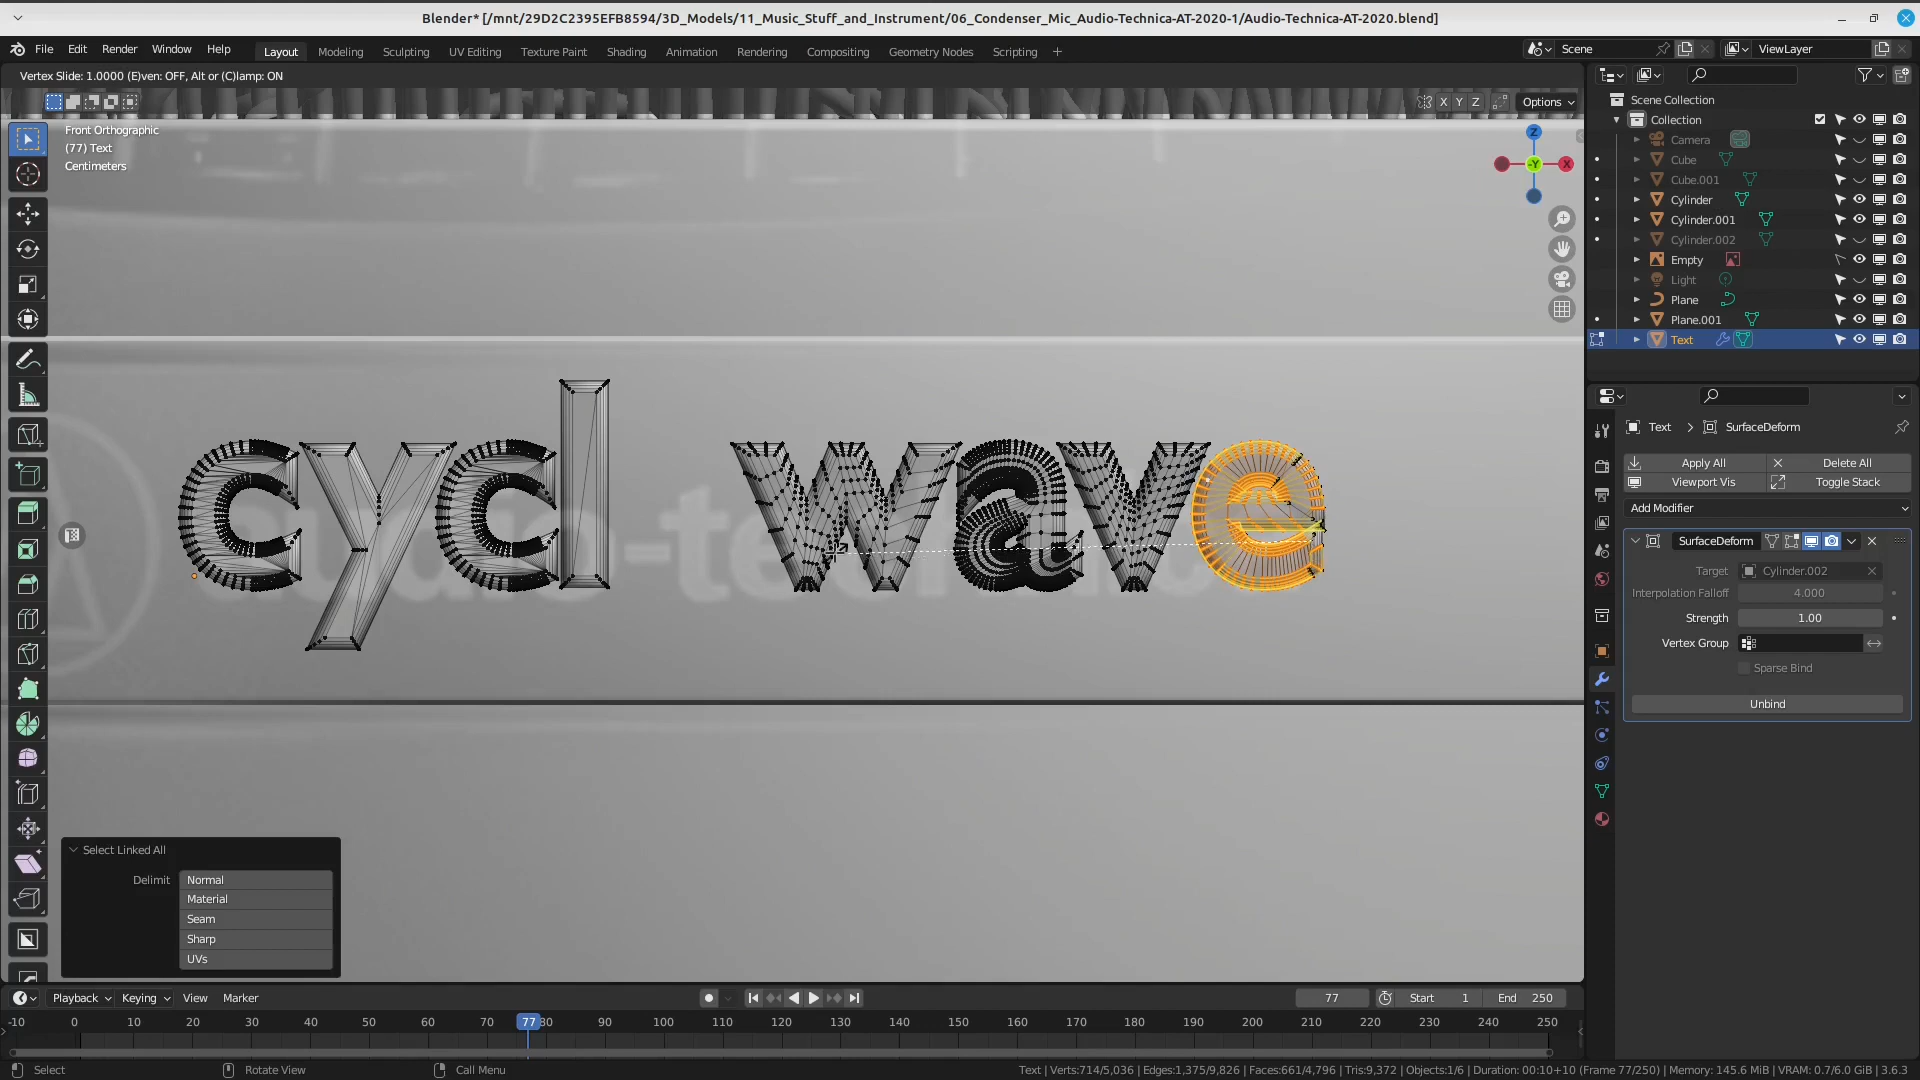 Blender* [/mnt/29D2C2395EFB8594/3D_Models/11_Music_Stuff_and_Instrument/06_Condenser_Mic_Audio-Technica-AT-2020-1/Audio-Technica-AT-2020.blend]
File Edit Render Window Help Layout Modeling Sculpting UV Editing Texture Paint Shading Animation Rendering Compositing Geometry Nodes Scripting + Scene ViewLayer
Vertex Slide: 1.0000 (E)ven: OFF, Alt or (C)lamp: ON
X Y Z Options
Front Orthographic
(77) Text
Centimeters
Z
-Y X
Scene Collection
Collection
Camera
Cube
Cube.001
Cylinder
Cylinder.001
Cylinder.002
Empty
Light
Plane
Plane.001
Text
cycl wave
Text > SurfaceDeform
Apply All Delete All
Viewport Vis Toggle Stack
Add Modifier
SurfaceDeform
Target Cylinder.002
Interpolation Falloff 4.000
Strength 1.00
Vertex Group
Sparse Bind
Unbind
Select Linked All
Delimit Normal
Material
Seam
Sharp
UVs
Playback Keying View Marker 77 Start 1 End 250
-10 0 10 20 30 40 50 60 70 77 80 90 100 110 120 130 140 150 160 170 180 190 200 210 220 230 240 250
Select Rotate View Call Menu Text | Verts:714/5,036 | Edges:1,375/9,826 | Faces:661/4,796 | Tris:9,372 | Objects:1/6 | Duration: 00:10+10 (Frame 77/250) | Memory: 145.6 MiB | VRAM: 0.7/6.0 GiB | 3.6.3